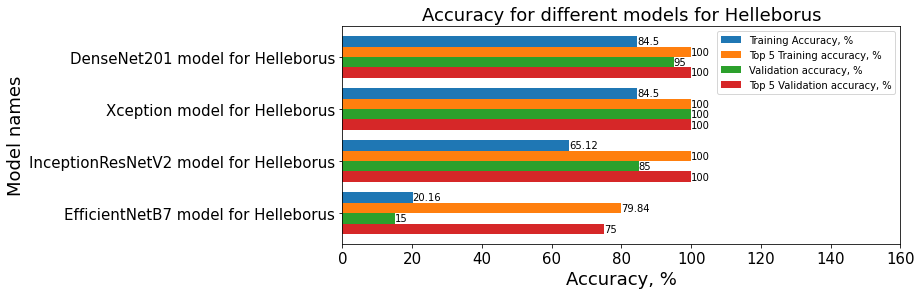 Accuracy for different models for Helleborus
Model names
DenseNet201 model for Helleborus
84.5
100
95
100
Xception model for Helleborus
84.5
100
100
100
InceptionResNetV2 model for Helleborus
65.12
100
85
100
EfficientNetB7 model for Helleborus
20.16
79.84
15
75
Training Accuracy, %
Top 5 Training accuracy, %
Validation accuracy, %
Top 5 Validation accuracy, %
0 20 40 60 80 100 120 140 160
Accuracy, %